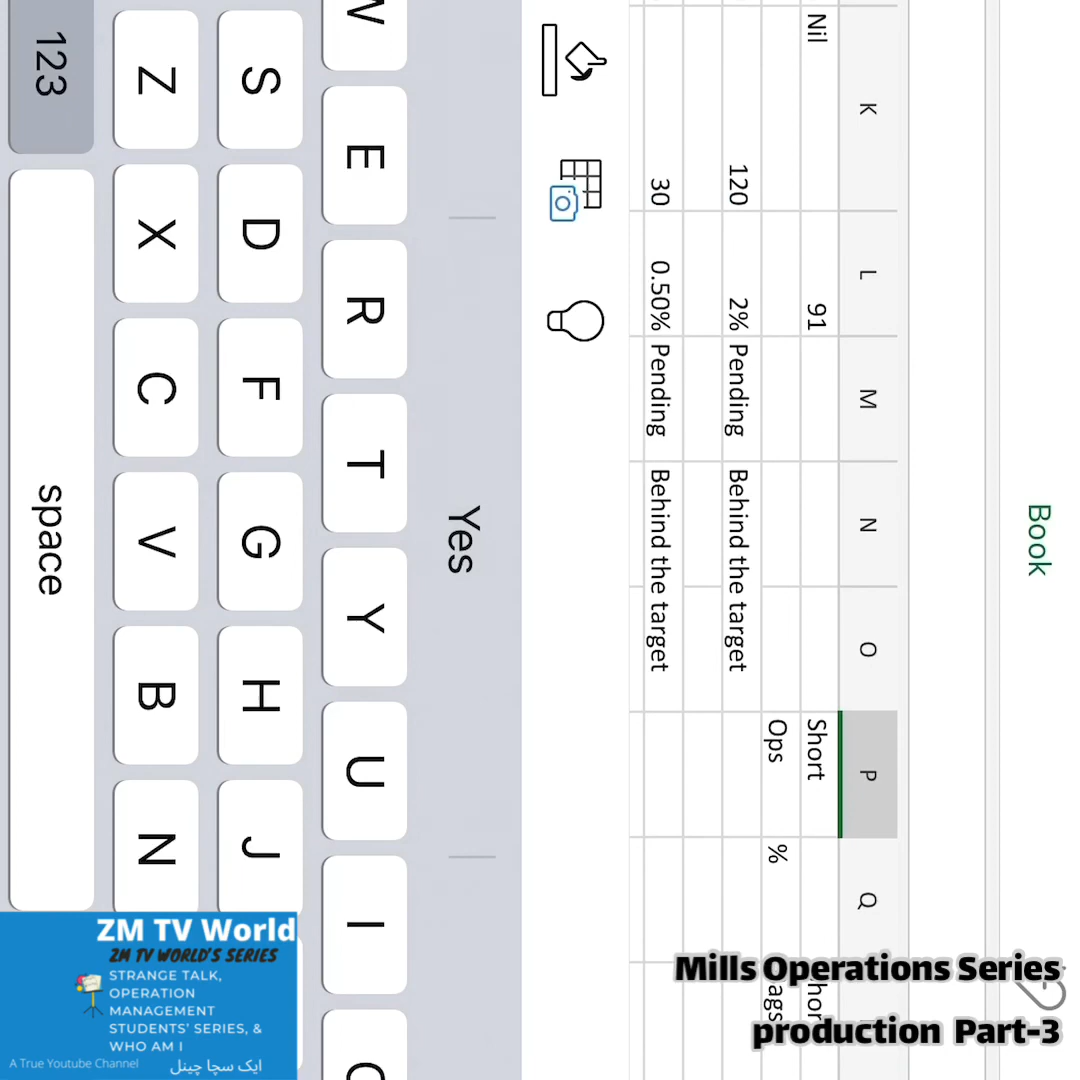 Book
K L M N O P Q
Nil 91 Short
Ops %
120 2% Pending Behind the target
30 0.50% Pending Behind the target
Yes
W E R T Y U I O
S D F G H J
Z X C V B N
123 space
Mills Operations Series
production Part-3
ZM TV World
ZM TV WORLD'S SERIES
STRANGE TALK,
OPERATION
MANAGEMENT
STUDENTS' SERIES, &
WHO AM I
A True Youtube Channel ایک سچا چینل